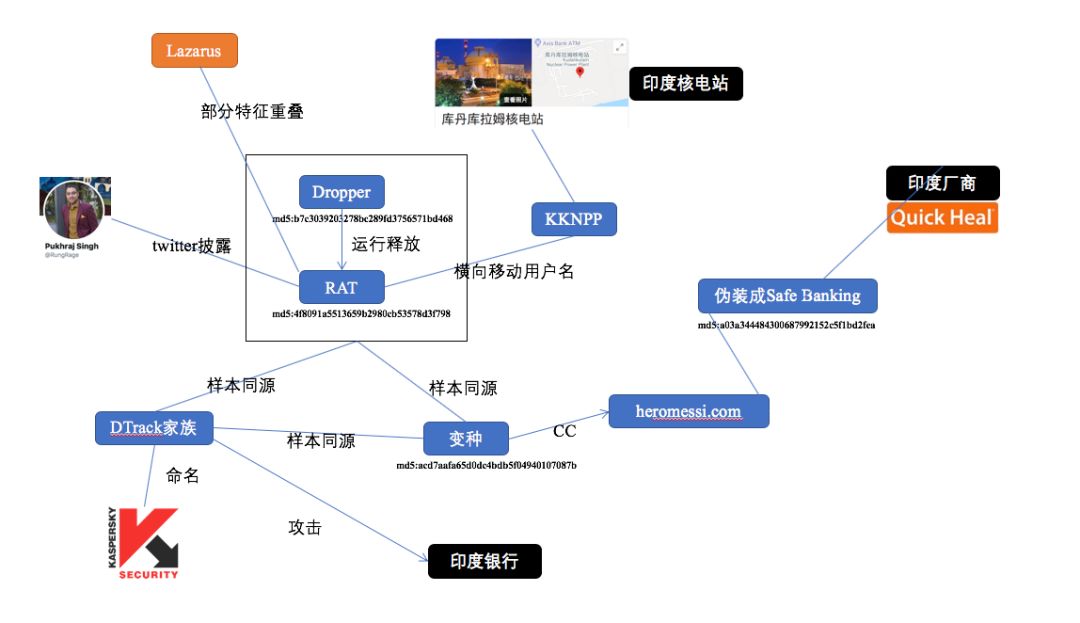 Lazarus
Axis Bank ATM
库丹库拉姆核电站
Kudankulam
Nuclear Power Plant
查看照片
库丹库拉姆核电站
印度核电站
部分特征重叠
印度厂商
Quick Heal
Dropper
md5:b7c3039203278bc289fd3756571bd468
KKNPP
Pukhraj Singh
@RungRage
twitter披露
运行释放
横向移动用户名
RAT
md5:4f8091a5513659b2980cb53578d3f798
伪装成Safe Banking
md5:a03a344484300687992152c5f1bd2fea
样本同源
样本同源
DTrack家族
样本同源
变种
md5:acd7aafa65d0dc4bdb5f04940107087b
CC
heromessi.com
命名
攻击
KASPERSKY
SECURITY
印度银行